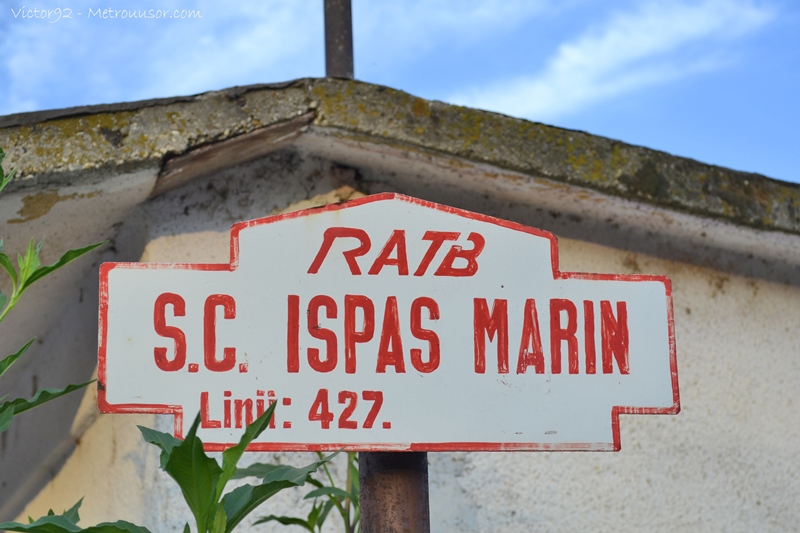 Victor92 - Metrouusor.com
RATB
S.C. ISPAS MARIN
Linii: 427.